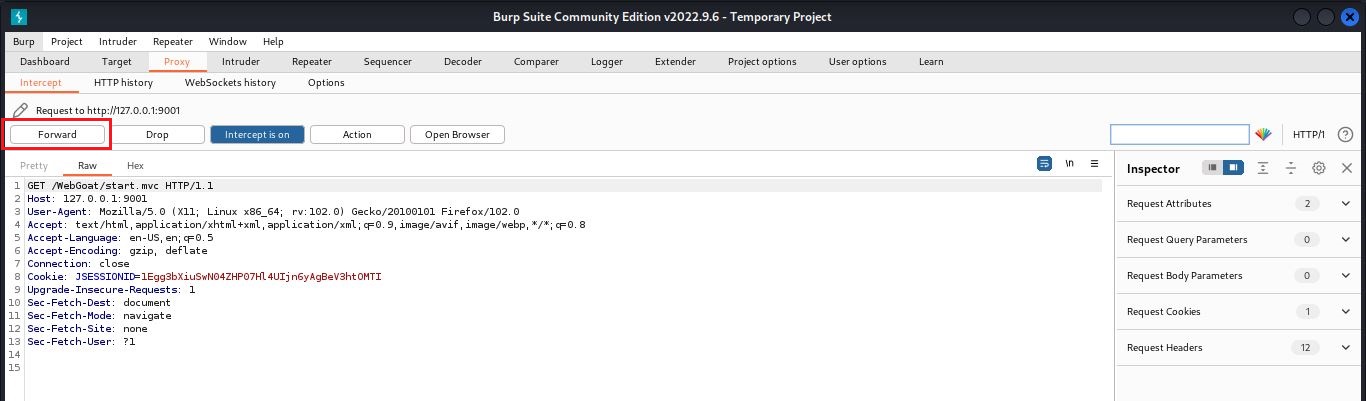 Burp Suite Community Edition v2022.9.6 - Temporary Project
Burp Project Intruder Repeater Window Help
Dashboard Target Proxy Intruder Repeater Sequencer Decoder Comparer Logger Extender Project options User options Learn
Intercept HTTP history WebSockets history Options
Request to http://127.0.0.1:9001
Forward Drop Intercept is on Action Open Browser HTTP/1 ?
Pretty Raw Hex \n
Inspector
1 GET /WebGoat/start.mvc HTTP/1.1
2 Host: 127.0.0.1:9001
3 User-Agent: Mozilla/5.0 (X11; Linux x86_64; rv:102.0) Gecko/20100101 Firefox/102.0
4 Accept: text/html,application/xhtml+xml,application/xml;q=0.9,image/avif,image/webp,*/*;q=0.8
5 Accept-Language: en-US,en;q=0.5
6 Accept-Encoding: gzip, deflate
7 Connection: close
8 Cookie: JSESSIONID=1Egg3bXiuSwN04ZHP07Hl4UIjn6yAgBeV3htOMTI
9 Upgrade-Insecure-Requests: 1
10 Sec-Fetch-Dest: document
11 Sec-Fetch-Mode: navigate
12 Sec-Fetch-Site: none
13 Sec-Fetch-User: ?1
14
15
Request Attributes 2
Request Query Parameters 0
Request Body Parameters 0
Request Cookies 1
Request Headers 12